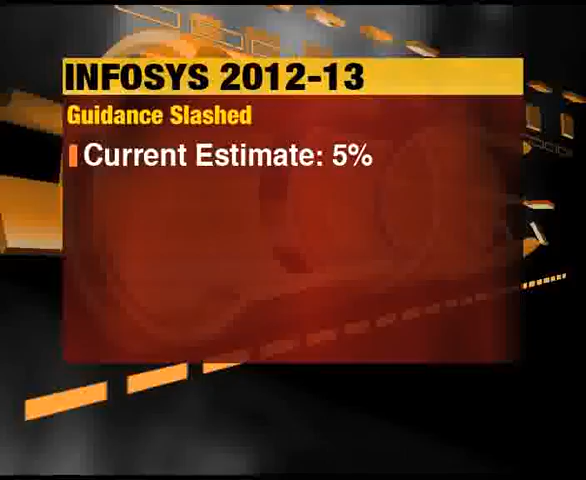 INFOSYS 2012-13
Guidance Slashed
Current Estimate: 5%